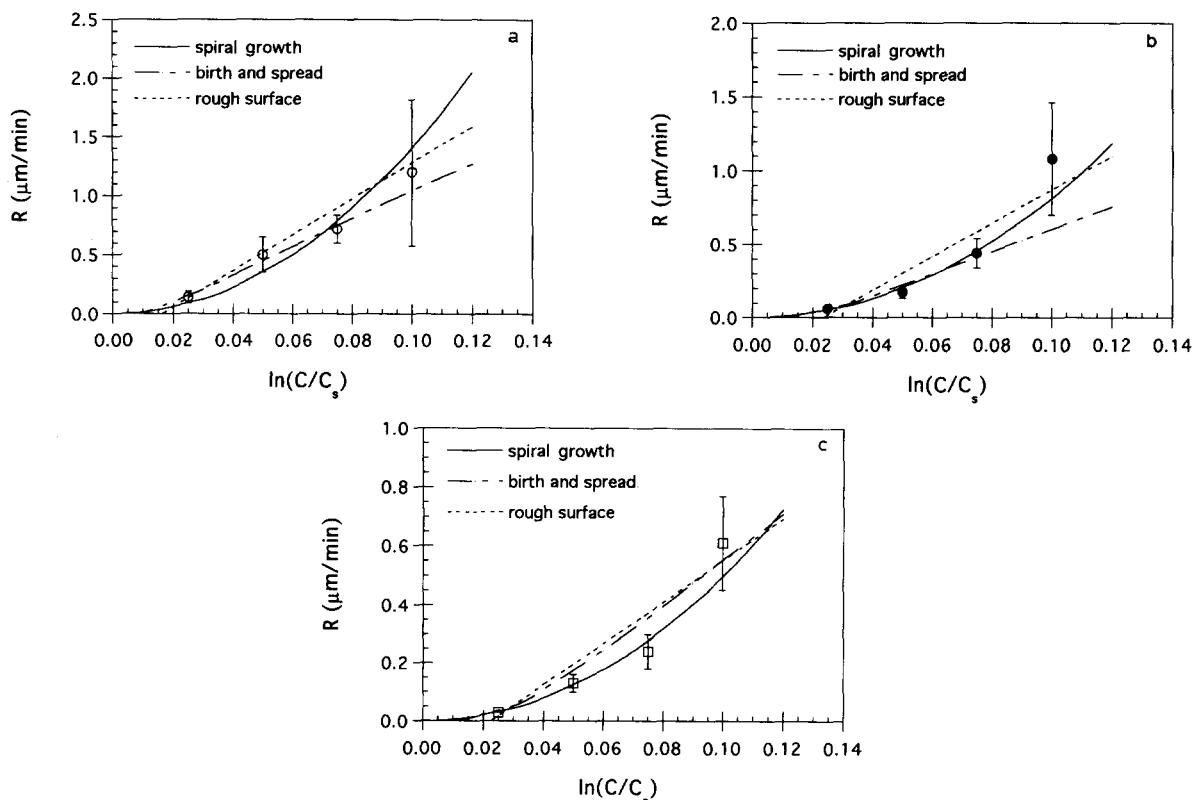 a
spiral growth
birth and spread
rough surface
2.5
2.0
1.5
1.0
0.5
0.0
R (μm/min)
0.00 0.02 0.04 0.06 0.08 0.10 0.12 0.14
ln(C/Cs)
b
spiral growth
birth and spread
rough surface
2.0
1.5
1.0
0.5
0.0
R (μm/min)
0.00 0.02 0.04 0.06 0.08 0.10 0.12 0.14
ln(C/Cs)
c
spiral growth
birth and spread
rough surface
1.0
0.8
0.6
0.4
0.2
0.0
R (μm/min)
0.00 0.02 0.04 0.06 0.08 0.10 0.12 0.14
ln(C/Cs)